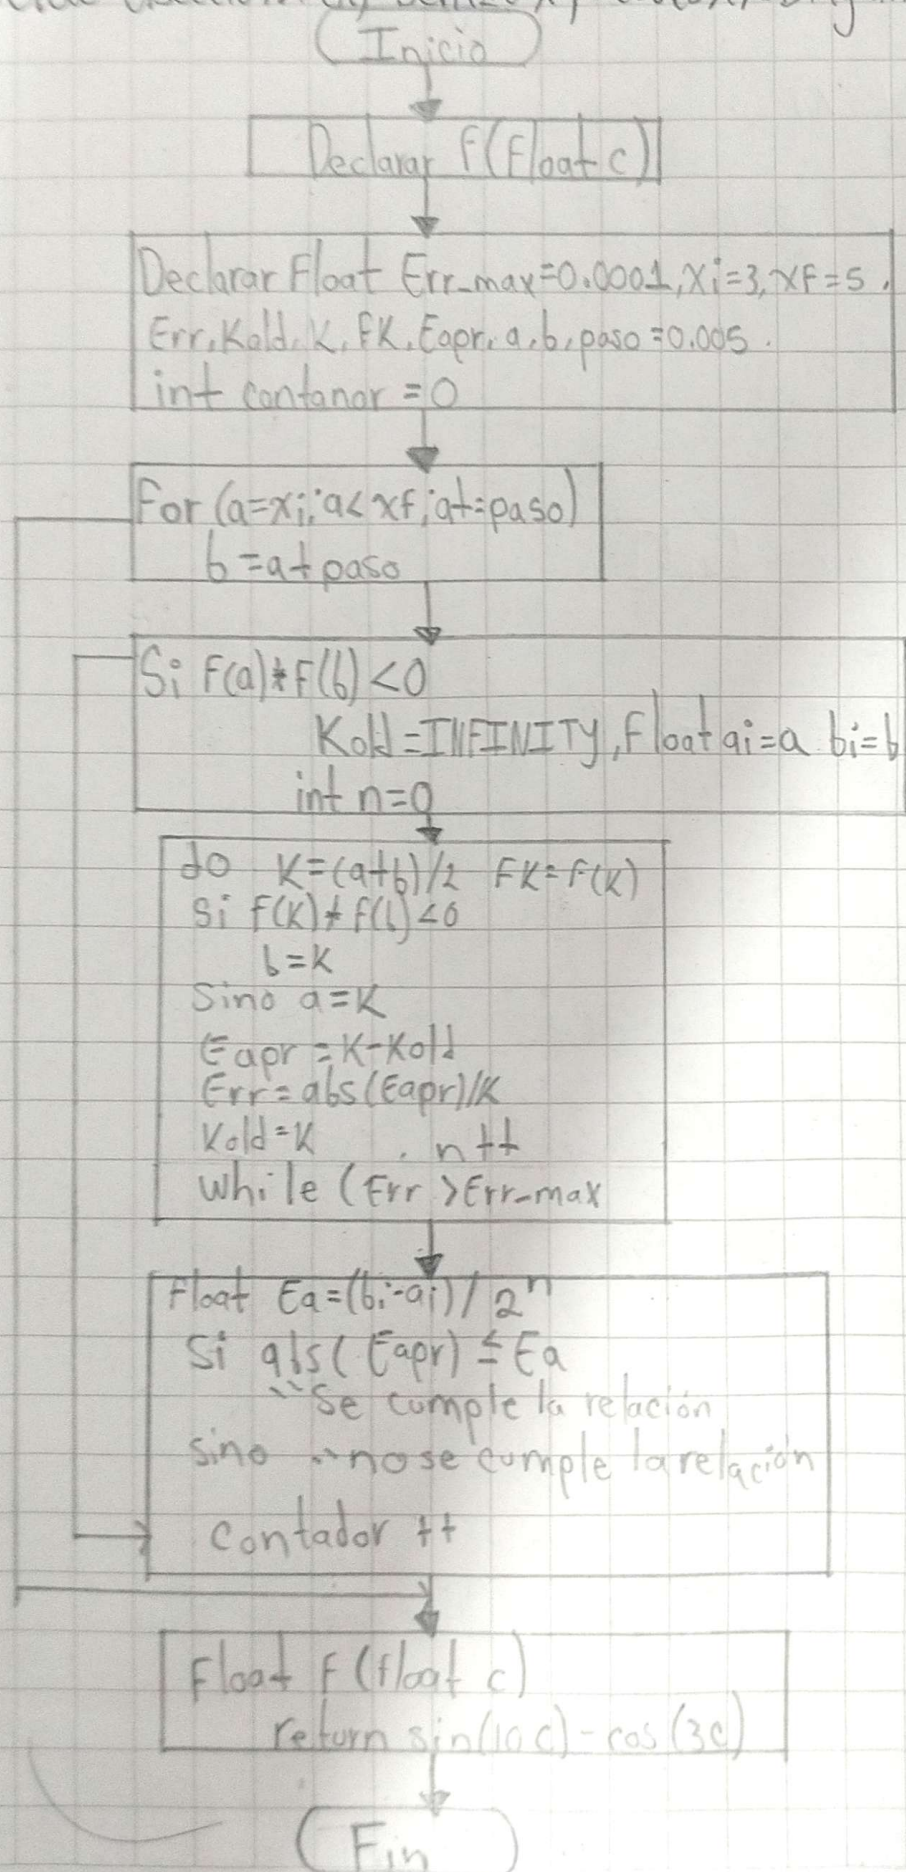 Inicio
Declarar f(float c)
Declarar Float Err_max=0.0001, xi=3, xF=5,
Err, Kold, K, FK, Eapr, a, b, paso=0.005.
int contanor = 0
For (a=xi; a<xf; a+=paso)
b=a+paso
Si F(a)*F(b)<0
Kold=INFINITY, Float ai=a bi=b
int n=0
do K=(a+b)/2 FK=F(K)
Si f(K)*f(b)<0
b=K
Sino a=K
Eapr=K-Kold
Err=abs(Eapr)/K
Kold=K . n++
while (Err >Err-max
Float Ea=(bi-ai)/2ⁿ
Si abs(Eapr)≤Ea
"Se cumple la relación
sino "no se cumple la relación
contador ++
Float F(float c)
return sin(10c)-cos(3c)
Fin